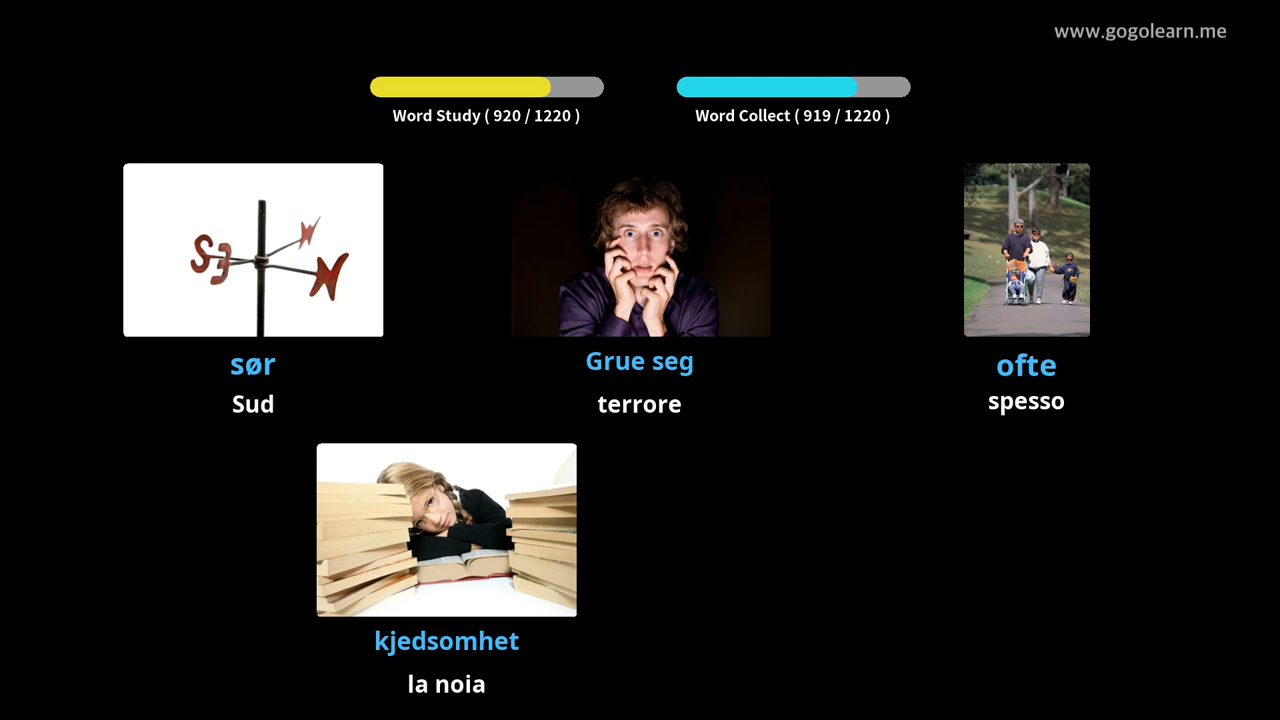 www.gogolearn.me
Word Study ( 920 / 1220 )
Word Collect ( 919 / 1220 )
S
E
N
sør
Grue seg
ofte
Sud
terrore
spesso
kjedsomhet
la noia